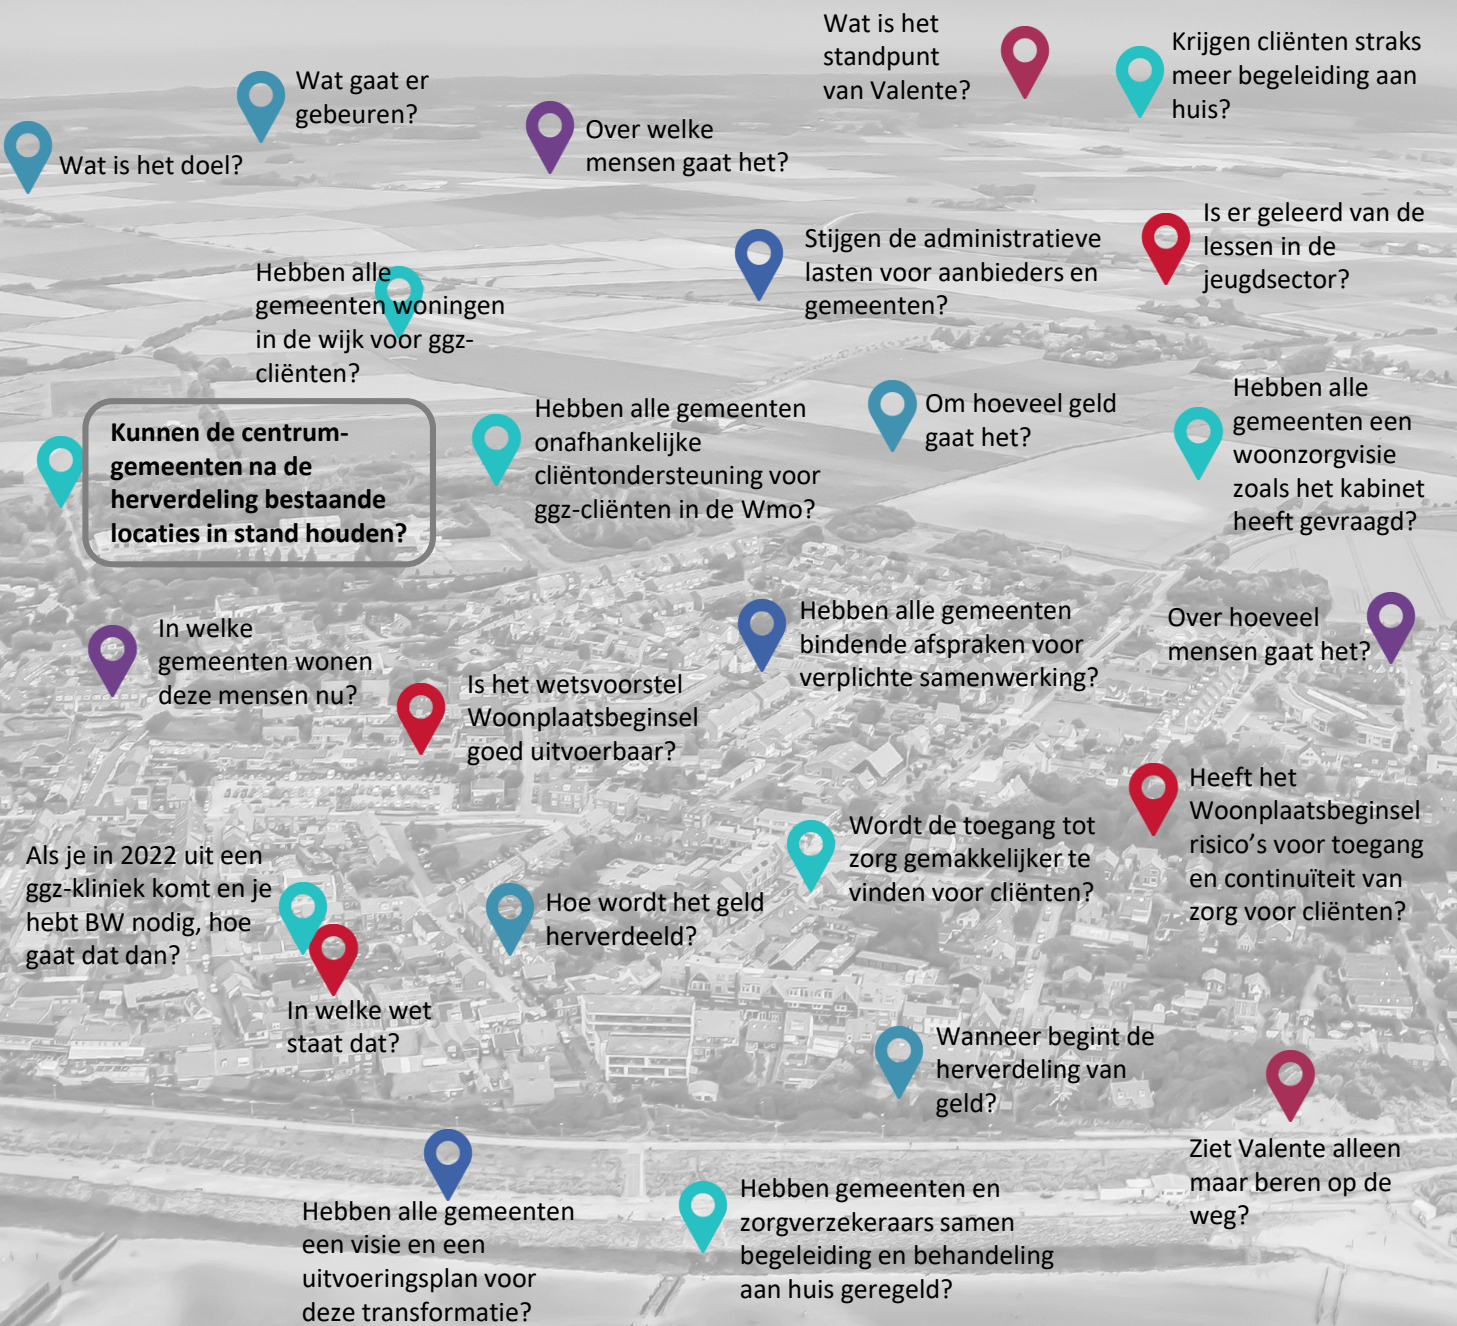 Wat is het
standpunt
van Valente?
Krijgen cliënten straks
meer begeleiding aan
huis?
Wat gaat er
gebeuren?
Over welke
mensen gaat het?
Wat is het doel?
Is er geleerd van de
lessen in de
jeugdsector?
Stijgen de administratieve
lasten voor aanbieders en
gemeenten?
Hebben alle
gemeenten woningen
in de wijk voor ggz-
cliënten?
Hebben alle
gemeenten een
woonzorgvisie
zoals het kabinet
heeft gevraagd?
Om hoeveel geld
gaat het?
Hebben alle gemeenten
onafhankelijke
cliëntondersteuning voor
ggz-cliënten in de Wmo?
Kunnen de centrum-
gemeenten na de
herverdeling bestaande
locaties in stand houden?
Hebben alle gemeenten
bindende afspraken voor
verplichte samenwerking?
Over hoeveel
mensen gaat het?
In welke
gemeenten wonen
deze mensen nu?
Is het wetsvoorstel
Woonplaatsbeginsel
goed uitvoerbaar?
Heeft het
Woonplaatsbeginsel
risico's voor toegang
en continuïteit van
zorg voor cliënten?
Wordt de toegang tot
zorg gemakkelijker te
vinden voor cliënten?
Als je in 2022 uit een
ggz-kliniek komt en je
hebt BW nodig, hoe
gaat dat dan?
Hoe wordt het geld
herverdeeld?
In welke wet
staat dat?
Wanneer begint de
herverdeling van
geld?
Ziet Valente alleen
maar beren op de
weg?
Hebben gemeenten en
zorgverzekeraars samen
begeleiding en behandeling
aan huis geregeld?
Hebben alle gemeenten
een visie en een
uitvoeringsplan voor
deze transformatie?